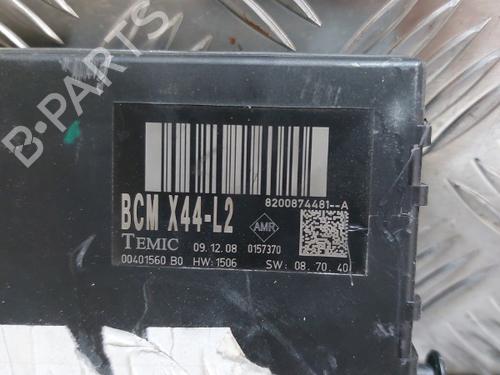 B-PARTS
8200874481--A
BCM X44-L2
AMR
TEMIC 09.12.08 0157370
00401560 B0 HW:1506 SW: 08.70.40